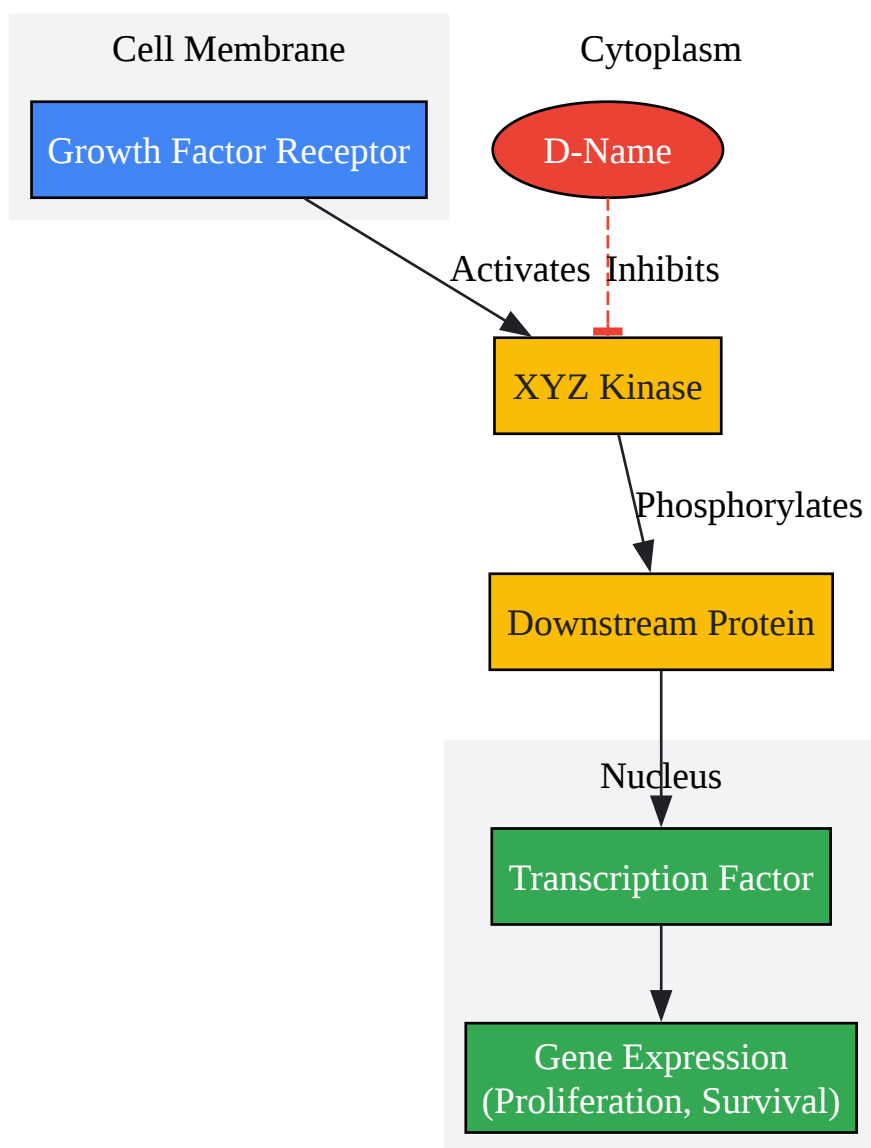 Cell Membrane
Cytoplasm
Growth Factor Receptor
D-Name
Activates
Inhibits
XYZ Kinase
Phosphorylates
Downstream Protein
Nucleus
Transcription Factor
Gene Expression
(Proliferation, Survival)